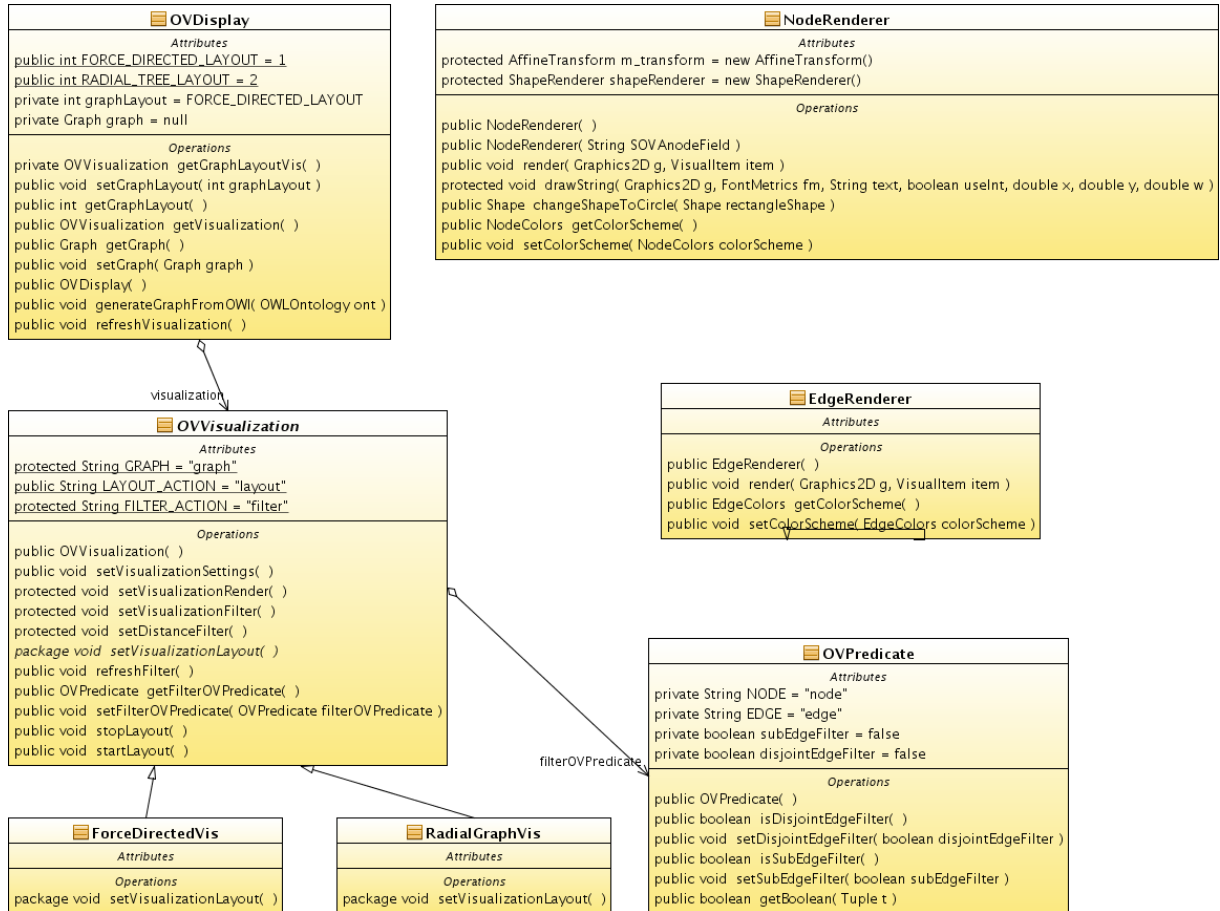 OVDisplay
Attributes
public int FORCE_DIRECTED_LAYOUT = 1
public int RADIAL_TREE_LAYOUT = 2
private int graphLayout = FORCE_DIRECTED_LAYOUT
private Graph graph = null
Operations
private OVVisualization getGraphLayoutVis( )
public void setGraphLayout( int graphLayout )
public int getGraphLayout( )
public OVVisualization getVisualization( )
public Graph getGraph( )
public void setGraph( Graph graph )
public OVDisplay( )
public void generateGraphFromOWl( OWLOntology ont )
public void refreshVisualization( )
NodeRenderer
Attributes
protected AffineTransform m_transform = new AffineTransform()
protected ShapeRenderer shapeRenderer = new ShapeRenderer()
Operations
public NodeRenderer( )
public NodeRenderer( String SOVAnodeField )
public void render( Graphics2D g, VisualItem item )
protected void drawString( Graphics2D g, FontMetrics fm, String text, boolean useInt, double x, double y, double w )
public Shape changeShapeToCircle( Shape rectangleShape )
public NodeColors getColorScheme( )
public void setColorScheme( NodeColors colorScheme )
visualization
OVVisualization
Attributes
protected String GRAPH = "graph"
public String LAYOUT_ACTION = "layout"
protected String FILTER_ACTION = "filter"
Operations
public OVVisualization( )
public void setVisualizationSettings( )
protected void setVisualizationRender( )
protected void setVisualizationFilter( )
protected void setDistanceFilter( )
package void setVisualizationLayout( )
public void refreshFilter( )
public OVPredicate getFilterOVPredicate( )
public void setFilterOVPredicate( OVPredicate filterOVPredicate )
public void stopLayout( )
public void startLayout( )
EdgeRenderer
Attributes
Operations
public EdgeRenderer( )
public void render( Graphics2D g, VisualItem item )
public EdgeColors getColorScheme( )
public void setColorScheme( EdgeColors colorScheme )
filterOVPredicate
OVPredicate
Attributes
private String NODE = "node"
private String EDGE = "edge"
private boolean subEdgeFilter = false
private boolean disjointEdgeFilter = false
Operations
public OVPredicate( )
public boolean isDisjointEdgeFilter( )
public void setDisjointEdgeFilter( boolean disjointEdgeFilter )
public boolean isSubEdgeFilter( )
public void setSubEdgeFilter( boolean subEdgeFilter )
public boolean getBoolean( Tuple t )
ForceDirectedVis
Attributes
Operations
package void setVisualizationLayout( )
RadialGraphVis
Attributes
Operations
package void setVisualizationLayout( )